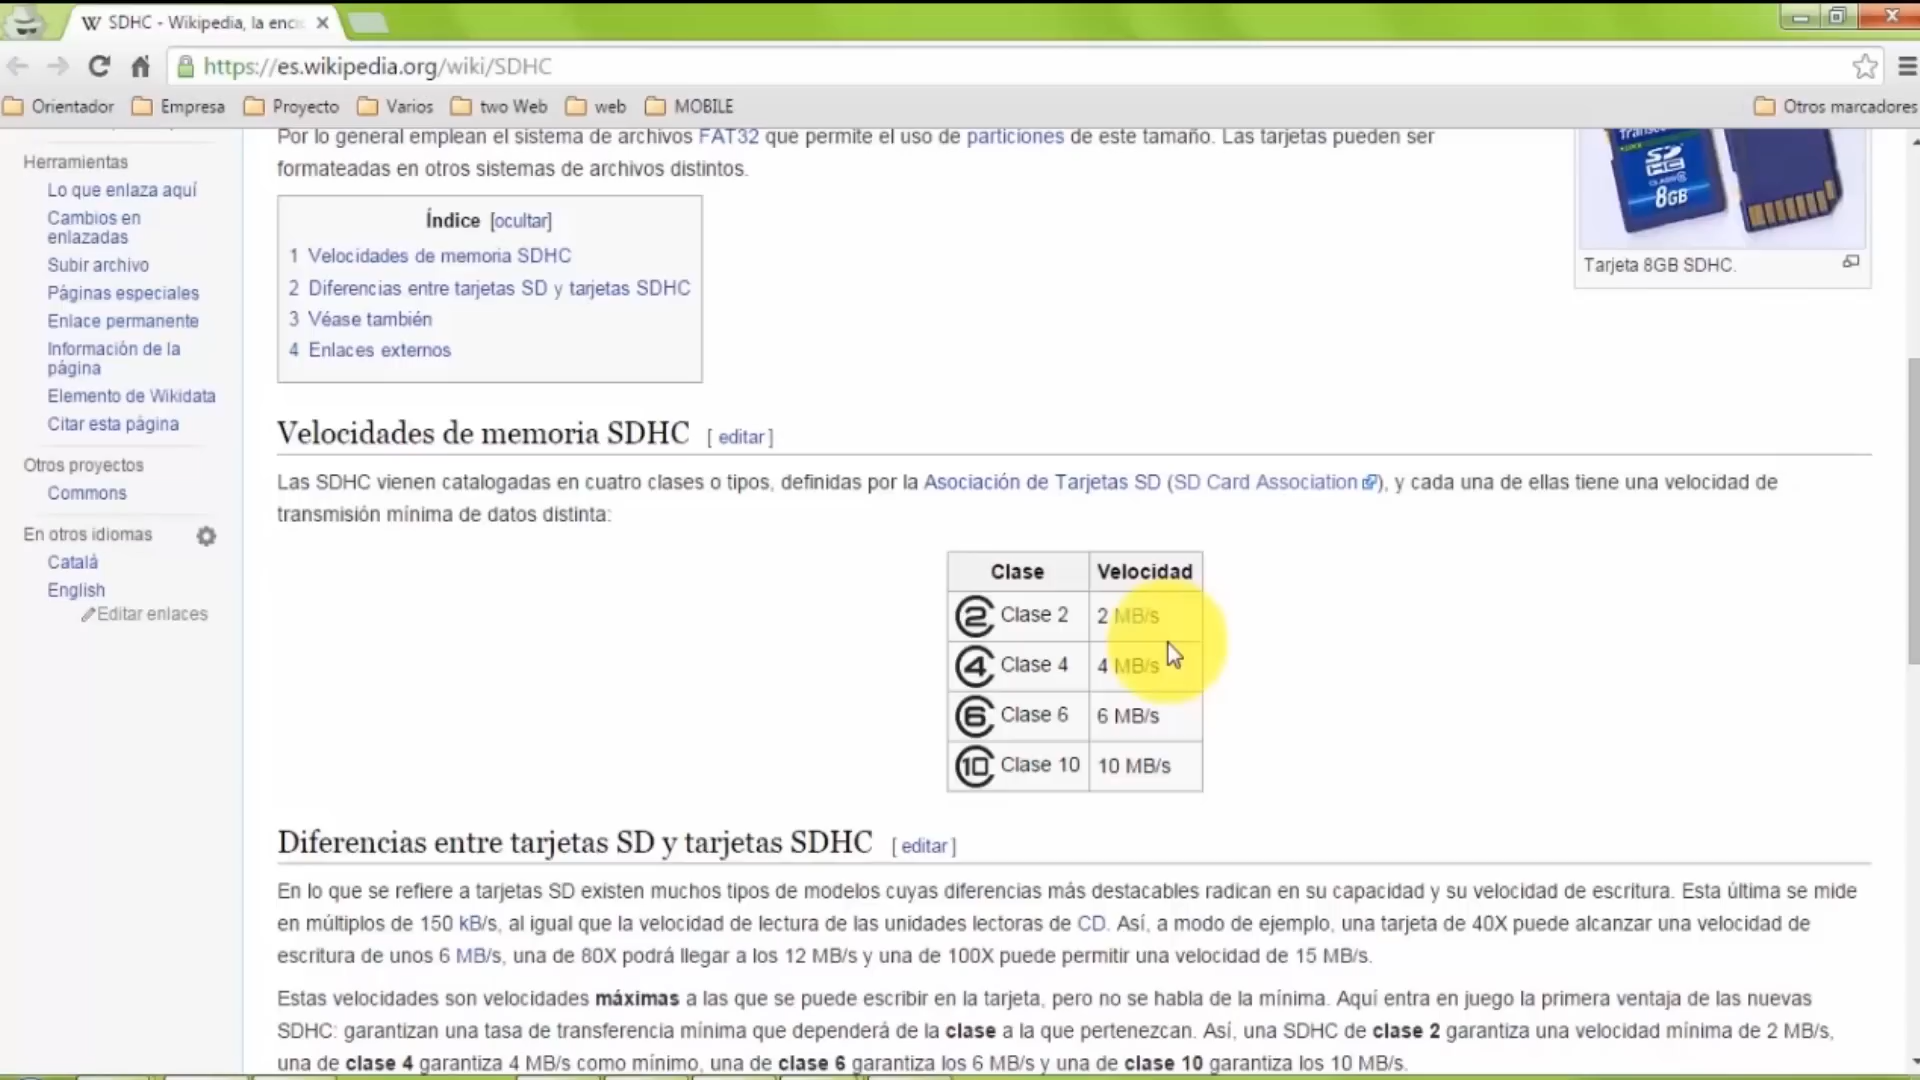 SDHC - Wikipedia, la enc
https://es.wikipedia.org/wiki/SDHC
Orientador Empresa Proyecto Varios two Web web MOBILE Otros marcadores
Herramientas
Lo que enlaza aquí
Cambios en
enlazadas
Subir archivo
Páginas especiales
Enlace permanente
Información de la
página
Elemento de Wikidata
Citar esta página
Otros proyectos
Commons
En otros idiomas
Català
English
Editar enlaces
Por lo general emplean el sistema de archivos FAT32 que permite el uso de particiones de este tamaño. Las tarjetas pueden ser
formateadas en otros sistemas de archivos distintos.
Transcend
SD
HC
CLASS 6
8GB
Tarjeta 8GB SDHC.
Índice [ocultar]
1 Velocidades de memoria SDHC
2 Diferencias entre tarjetas SD y tarjetas SDHC
3 Véase también
4 Enlaces externos
Velocidades de memoria SDHC [ editar ]
Las SDHC vienen catalogadas en cuatro clases o tipos, definidas por la Asociación de Tarjetas SD (SD Card Association), y cada una de ellas tiene una velocidad de
transmisión mínima de datos distinta:
Clase Velocidad
2 Clase 2 2 MB/s
4 Clase 4 4 MB/s
6 Clase 6 6 MB/s
10 Clase 10 10 MB/s
Diferencias entre tarjetas SD y tarjetas SDHC [ editar ]
En lo que se refiere a tarjetas SD existen muchos tipos de modelos cuyas diferencias más destacables radican en su capacidad y su velocidad de escritura. Esta última se mide
en múltiplos de 150 kB/s, al igual que la velocidad de lectura de las unidades lectoras de CD. Así, a modo de ejemplo, una tarjeta de 40X puede alcanzar una velocidad de
escritura de unos 6 MB/s, una de 80X podrá llegar a los 12 MB/s y una de 100X puede permitir una velocidad de 15 MB/s.
Estas velocidades son velocidades máximas a las que se puede escribir en la tarjeta, pero no se habla de la mínima. Aquí entra en juego la primera ventaja de las nuevas
SDHC: garantizan una tasa de transferencia mínima que dependerá de la clase a la que pertenezcan. Así, una SDHC de clase 2 garantiza una velocidad mínima de 2 MB/s,
una de clase 4 garantiza 4 MB/s como mínimo, una de clase 6 garantiza los 6 MB/s y una de clase 10 garantiza los 10 MB/s.